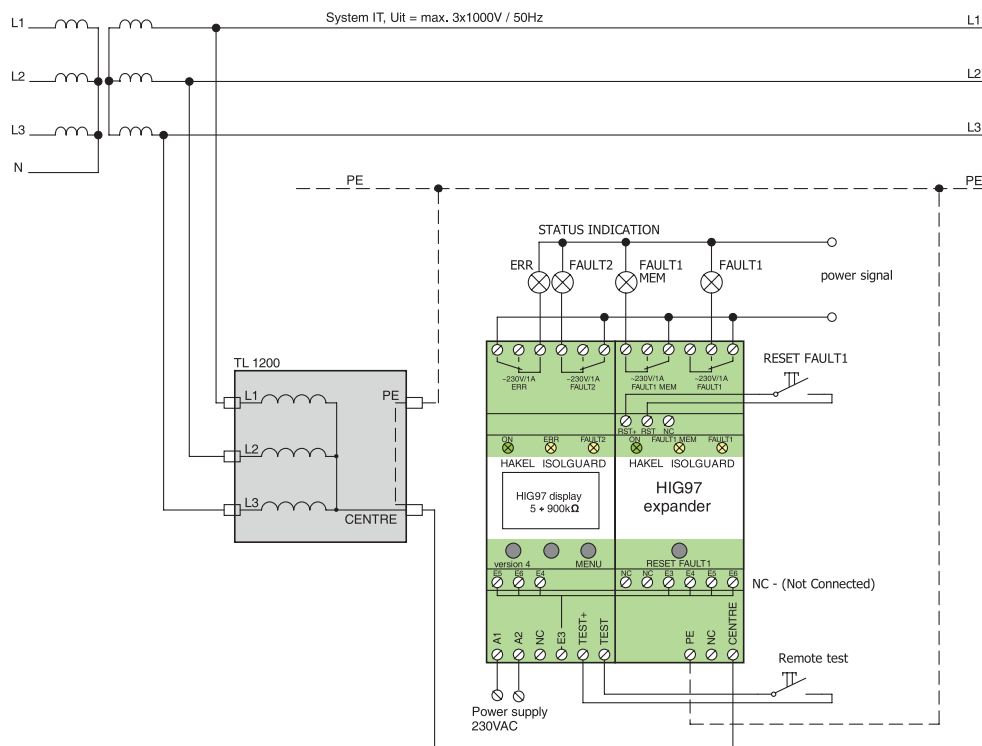 L1 System IT, Uit = max. 3x1000V / 50Hz L1
L2 L2
L3 L3
N
PE PE
STATUS INDICATION
ERR FAULT2 FAULT1 MEM FAULT1
power signal
TL 1200
L1 PE
L2
L3
CENTRE
RESET FAULT1
~230V/1A ERR
~230V/1A FAULT2
~230V/1A FAULT1 MEM
~230V/1A FAULT1
RST+ RST NC
ON ERR FAULT2 ON FAULT1 MEM FAULT1
HAKEL ISOLGUARD HAKEL ISOLGUARD
HIG97 display
5 ÷ 900kΩ
HIG97
expander
version 4 MENU RESET FAULT1
E5 E6 E4 NC NC E3 E4 E5 E6
NC - (Not Connected)
A1 A2 NC E3 TEST+ TEST PE NC CENTRE
Remote test
Power supply
230VAC